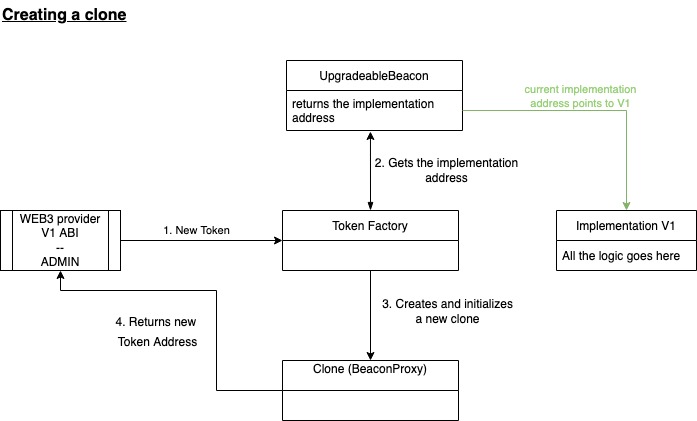 Creating a clone
UpgradeableBeacon
returns the implementation
address
current implementation
address points to V1
2. Gets the implementation
address
WEB3 provider
V1 ABI
--
ADMIN
1. New Token
Token Factory
Implementation V1
All the logic goes here
3. Creates and initializes
a new clone
4. Returns new
Token Address
Clone (BeaconProxy)